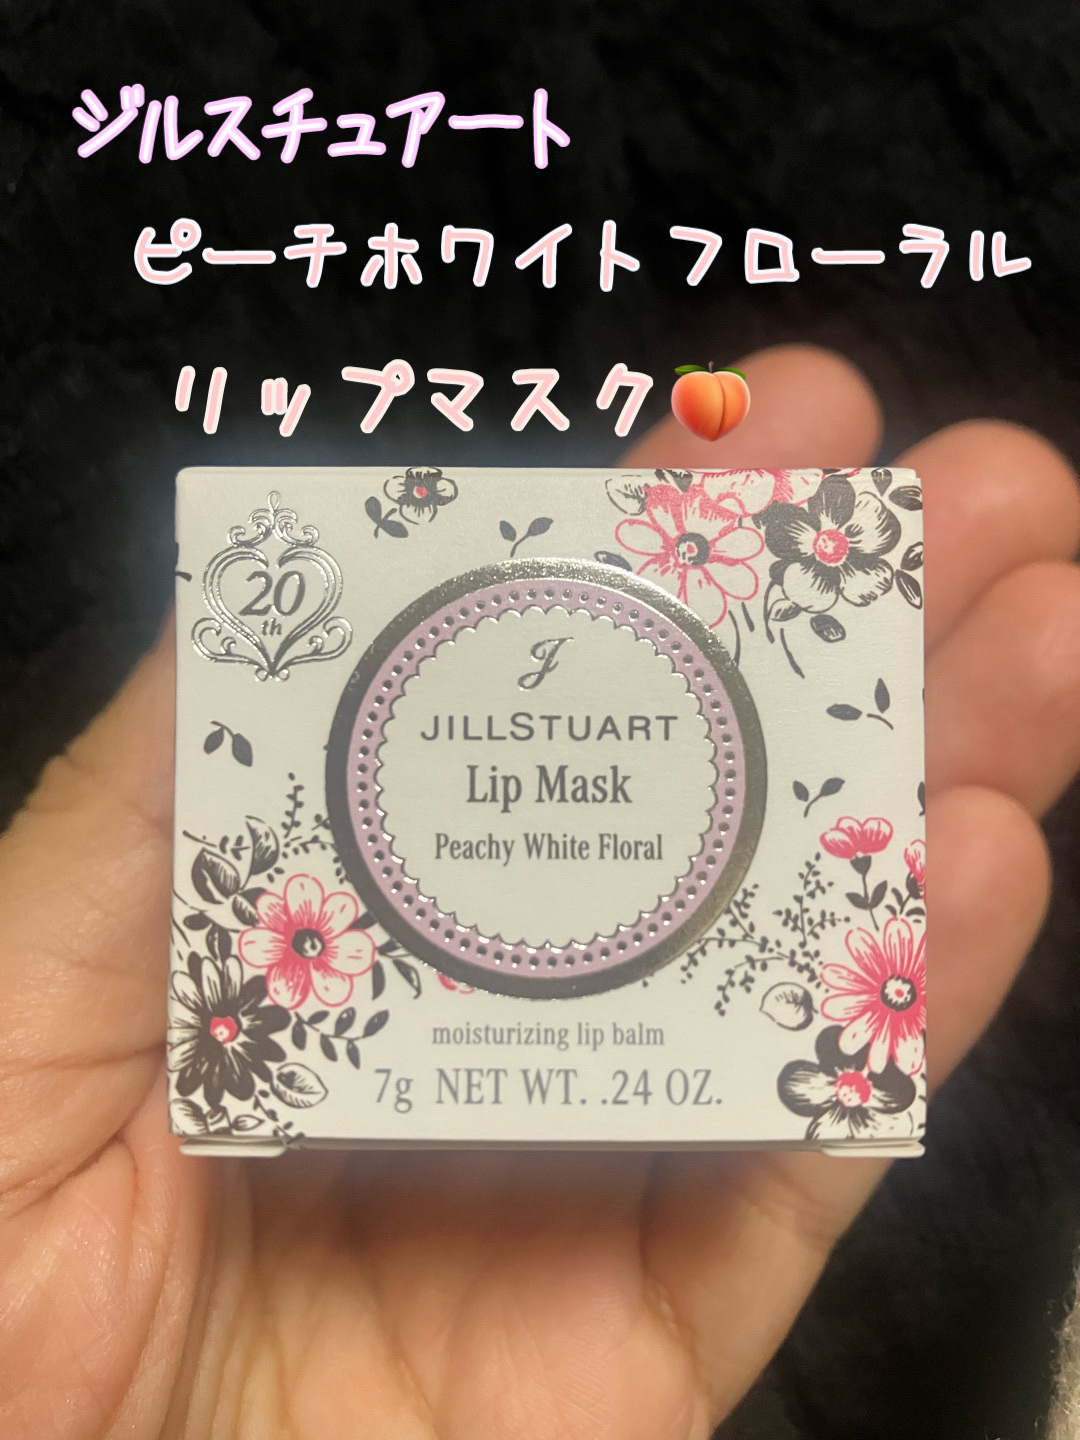 ジルスチュアート
ピーチホワイトフローラル
リップマスク🍑
20
th
J
JILLSTUART
Lip Mask
Peachy White Floral
moisturizing lip balm
7g NET WT. .24 OZ.